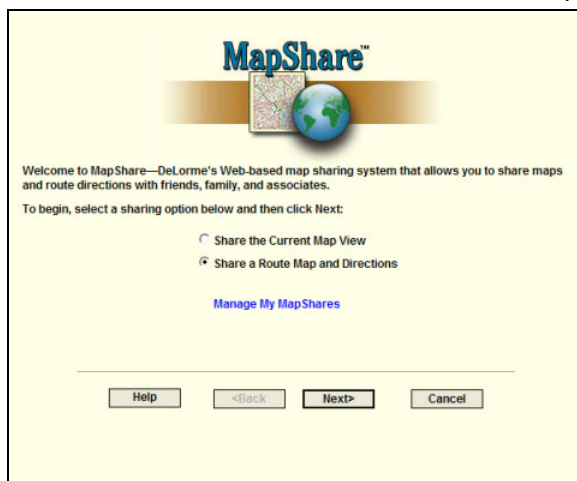 MapShare™
Welcome to MapShare—DeLorme's Web-based map sharing system that allows you to share maps
and route directions with friends, family, and associates.
To begin, select a sharing option below and then click Next:
Share the Current Map View
Share a Route Map and Directions
Manage My MapShares
Help
<Back
Next>
Cancel